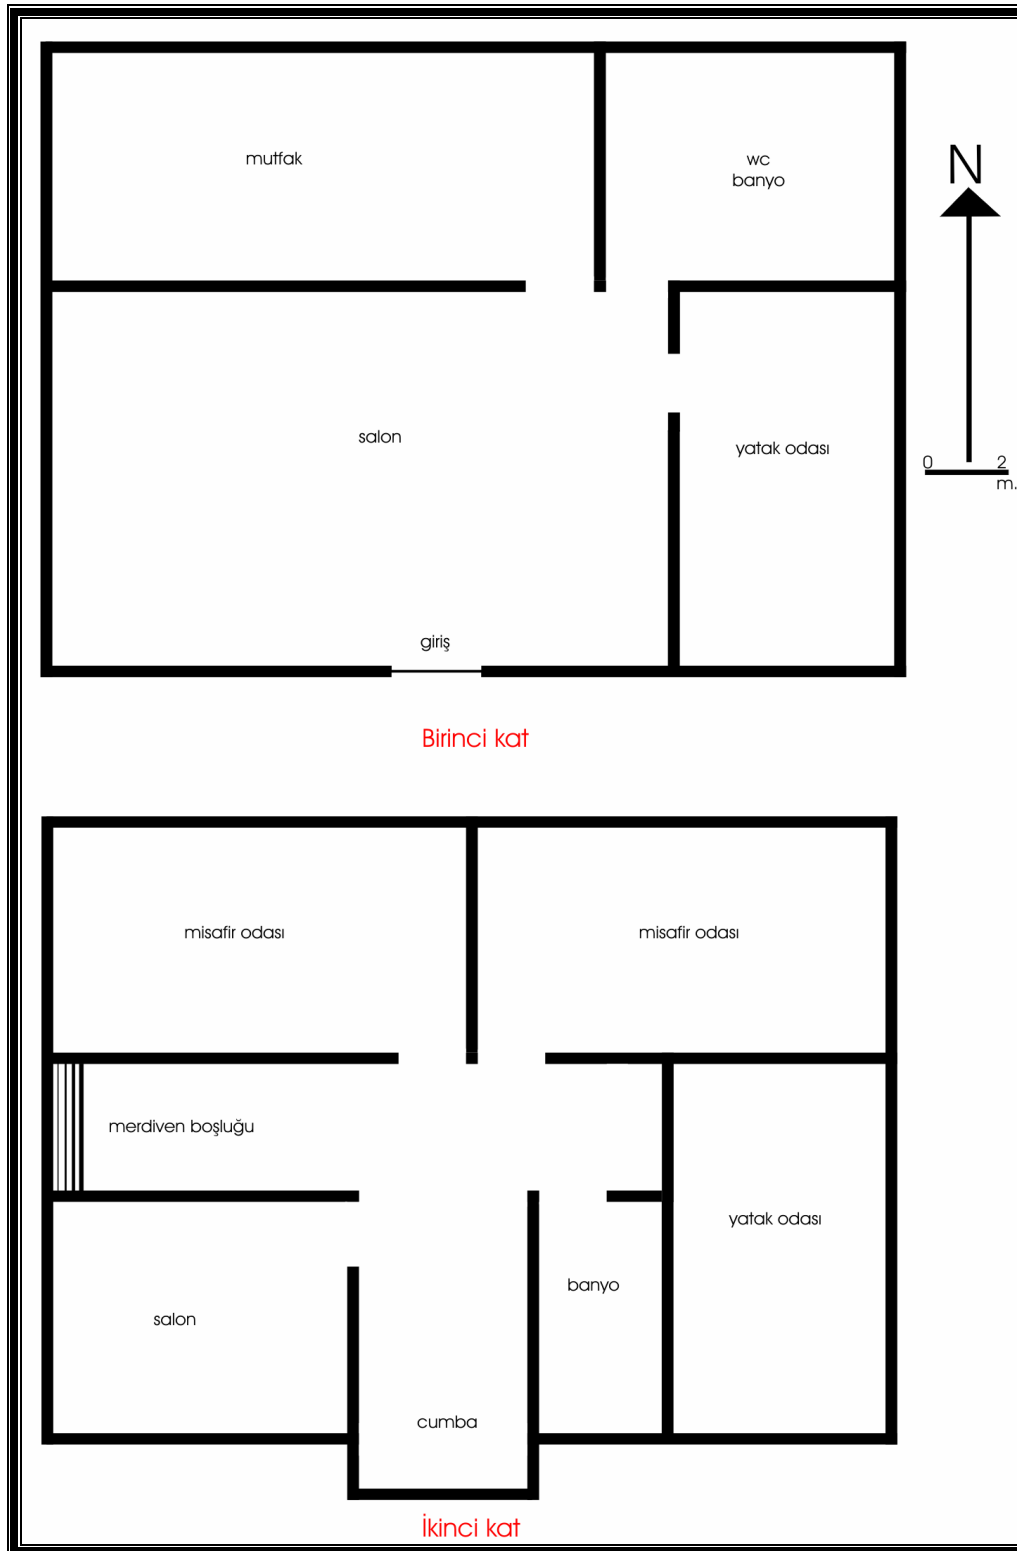 mutfak
wc
banyo
N
salon
yatak odası
0 2
m.
giriş
Birinci kat
misafir odası
misafir odası
merdiven boşluğu
yatak odası
banyo
salon
cumba
İkinci kat